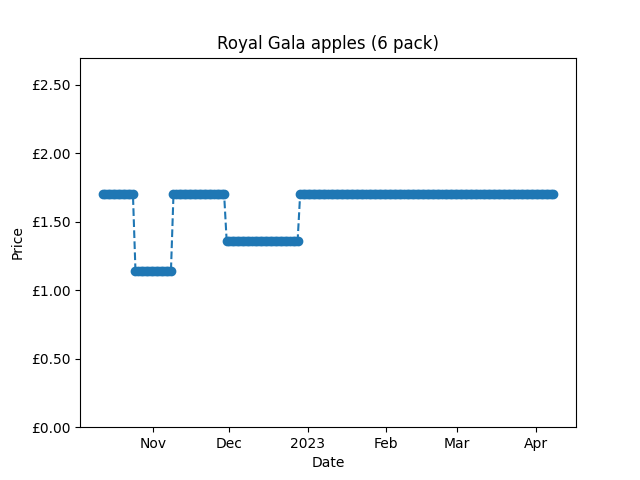 Royal Gala apples (6 pack)
£2.50
£2.00
£1.50
£1.00
£0.50
£0.00
Price
Nov Dec 2023 Feb Mar Apr
Date